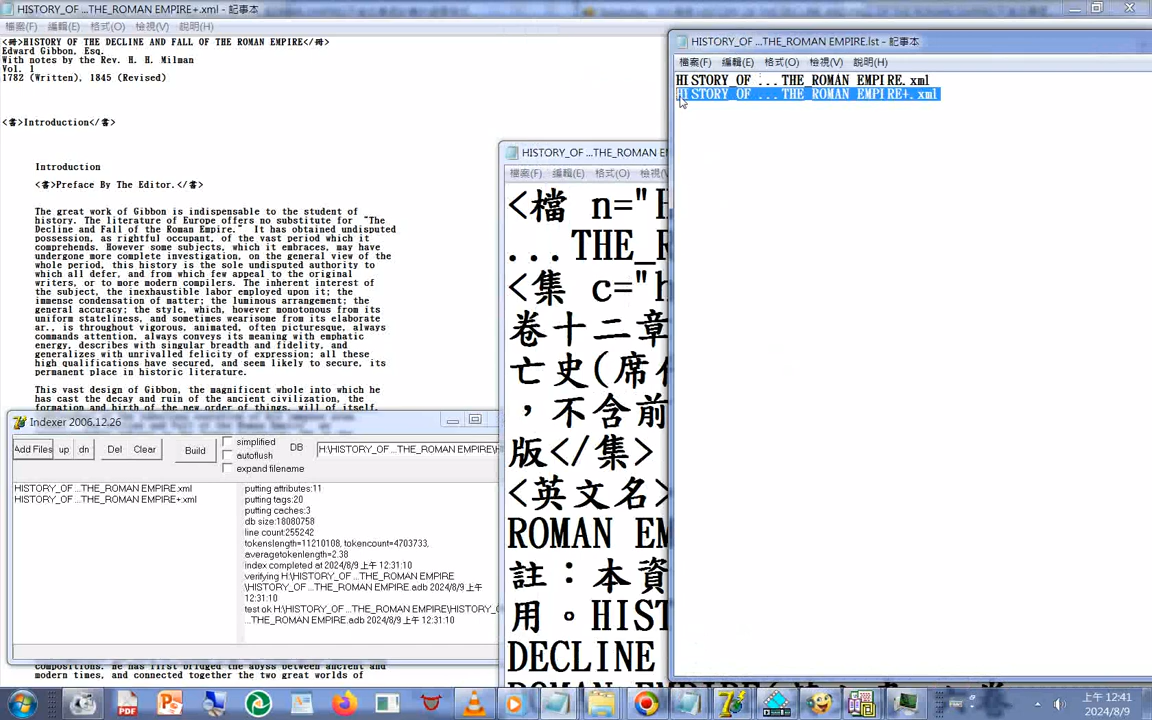 HISTORY_OF ...THE_ROMAN EMPIRE+.xml - 記事本
檔案(F) 編輯(E) 格式(O) 檢視(V) 說明(H)
<冊>HISTORY OF THE DECLINE AND FALL OF THE ROMAN EMPIRE</冊>
Edward Gibbon, Esq.
With notes by the Rev. H. H. Milman
Vol. 1
1782 (Written), 1845 (Revised)
<書>Introduction</書>
Introduction
<書>Preface By The Editor.</書>
The great work of Gibbon is indispensable to the student of
history. The literature of Europe offers no substitute for "The
Decline and Fall of the Roman Empire." It has obtained undisputed
possession, as rightful occupant, of the vast period which it
comprehends. However some subjects, which it embraces, may have
undergone more complete investigation, on the general view of the
whole period, this history is the sole undisputed authority to
which all defer, and from which few appeal to the original
writers, or to more modern compilers. The inherent interest of
the subject, the inexhaustible labor employed upon it; the
immense condensation of matter; the luminous arrangement; the
general accuracy; the style, which, however monotonous from its
uniform stateliness, and sometimes wearisome from its elaborate
ar., is throughout vigorous, animated, often picturesque, always
commands attention, always conveys its meaning with emphatic
energy, describes with singular breadth and fidelity, and
generalizes with unrivalled felicity of expression; all these
high qualifications have secured, and seem likely to secure, its
permanent place in historic literature.
This vast design of Gibbon, the magnificent whole into which he
has cast the decay and ruin of the ancient civilization, the
formation and birth of the new order of things, will of itself,
HISTORY_OF ...THE_ROMAN EMPIRE.lst - 記事本
檔案(F) 編輯(E) 格式(O) 檢視(V) 說明(H)
HISTORY_OF ...THE_ROMAN EMPIRE.xml
HISTORY_OF ...THE_ROMAN EMPIRE+.xml
HISTORY_OF ...THE_ROMAN EM
檔案(F) 編輯(E) 格式(O) 檢視(V
<檔 n="H
...THE_R
<集 c="h
卷十二章
亡史(席代
，不含前
版</集>
<英文名>
ROMAN EM
註：本資
用。HIST
DECLINE
Indexer 2006.12.26
Add Files up dn Del Clear Build
simplified
autoflush
expand filename
DB H:\HISTORY_OF ...THE_ROMAN EMPIRE\H
HISTORY_OF ...THE_ROMAN EMPIRE.xml
HISTORY_OF ...THE_ROMAN EMPIRE+.xml
putting attributes:11
putting tags:20
putting caches:3
db size:18080758
line count:255242
tokenslength=11210108, tokencount=4703733,
averagetokenlength=2.38
index completed at 2024/8/9 上午 12:31:10
verifying H:\HISTORY_OF ...THE_ROMAN EMPIRE
\HISTORY_OF ...THE_ROMAN EMPIRE.adb 2024/8/9 上午
12:31:10
test ok H:\HISTORY_OF ...THE_ROMAN EMPIRE\HISTORY_O
...THE_ROMAN EMPIRE.adb 2024/8/9 上午 12:31:10
compositions. He has first bridged the abyss between ancient and
modern times, and connected together the two great worlds of
PDF
上午 12:41
2024/8/9